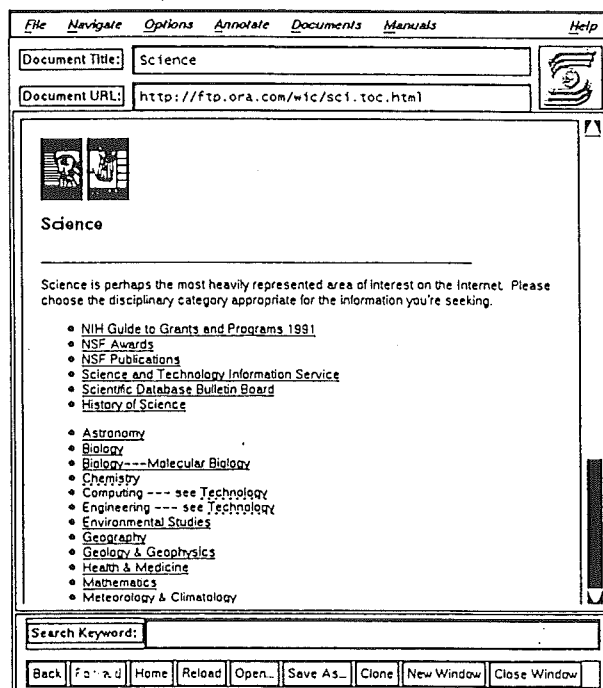 File Navigate Options Annotate Documents Manuals Help
Document Title: Science
Document URL: http://ftp.ora.com/wic/sci.toc.html
Science
Science is perhaps the most heavily represented area of interest on the Internet. Please
choose the disciplinary category appropriate for the information you're seeking.
• NIH Guide to Grants and Programs 1991
• NSF Awards
• NSF Publications
• Science and Technology Information Service
• Scientific Database Bulletin Board
• History of Science
• Astronomy
• Biology
• Biology---Molecular Biology
• Chemistry
• Computing --- see Technology
• Engineering --- see Technology
• Environmental Studies
• Geography
• Geology & Geophysics
• Health & Medicine
• Mathematics
• Meteorology & Climatology
Search Keyword:
Back Forward Home Reload Open... Save As... Clone New Window Close Window